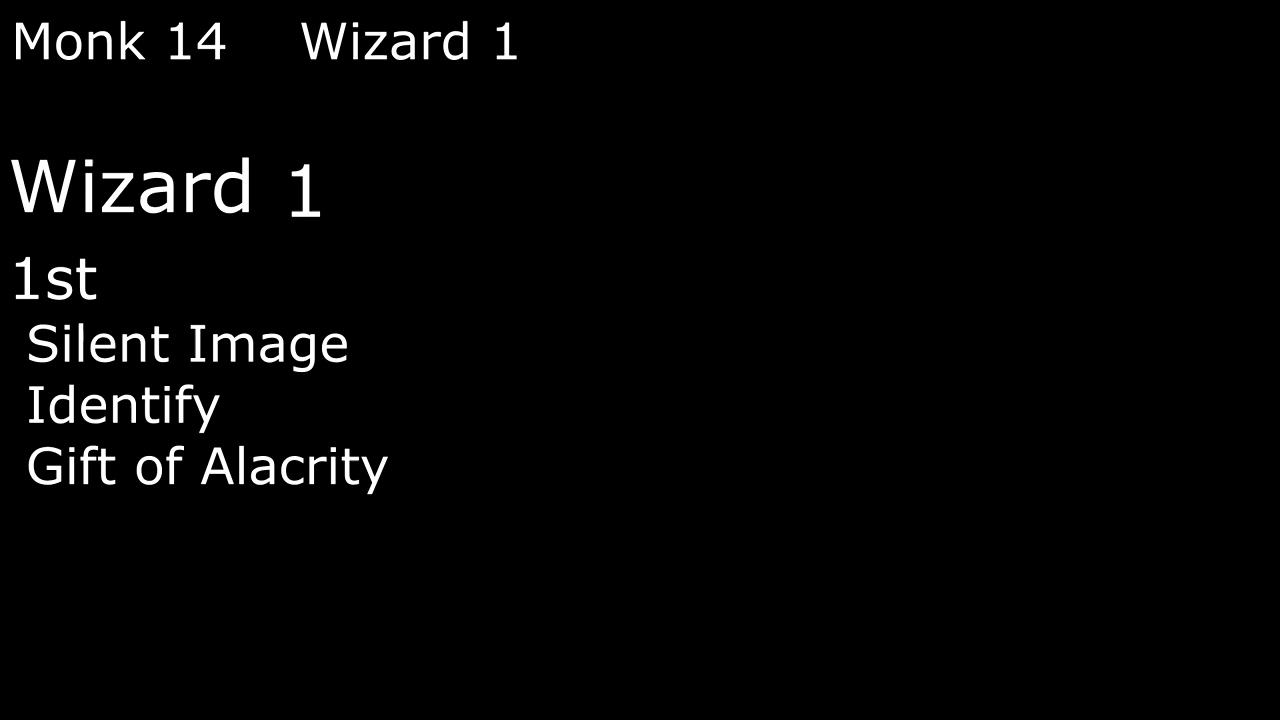 Monk 14 Wizard 1
Wizard 1
1st
Silent Image
Identify
Gift of Alacrity